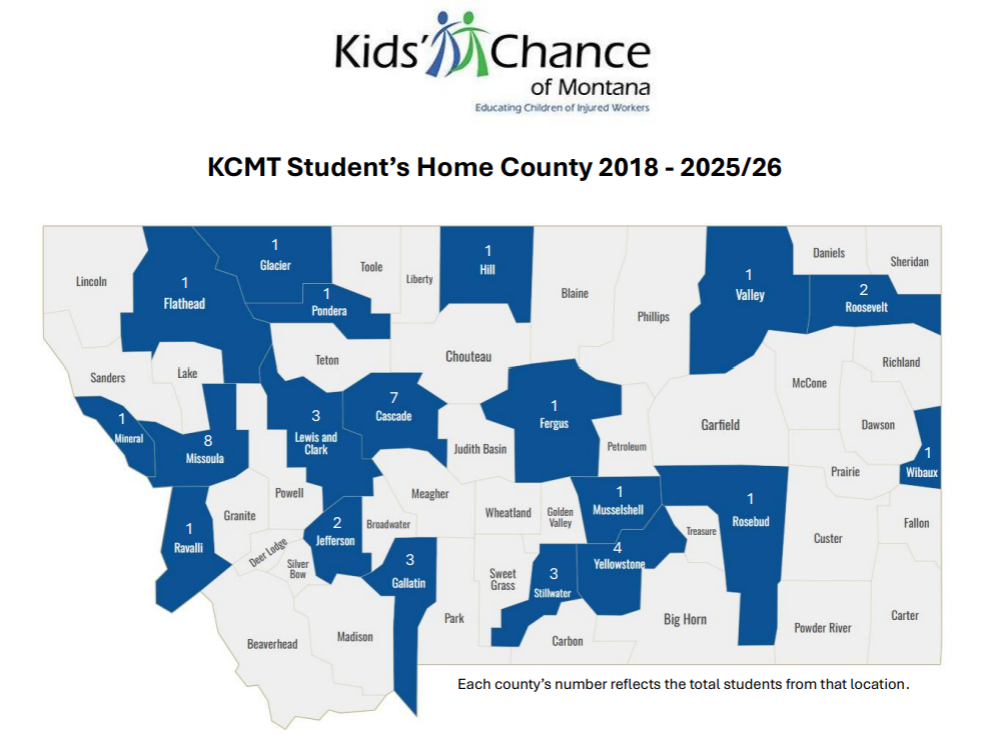 Kids' Chance
of Montana
Educating Children of Injured Workers
KCMT Student's Home County 2018 - 2025/26
Lincoln
1
Flathead
1
Glacier
1
Pondera
Toole
Liberty
1
Hill
Blaine
Phillips
1
Valley
Daniels
Sheridan
2
Roosevelt
Sanders
Lake
Teton
Chouteau
Richland
McCone
1
Mineral
8
Missoula
3
Lewis and
Clark
7
Cascade
Judith Basin
1
Fergus
Petroleum
Garfield
Dawson
1
Wibaux
Prairie
Powell
Granite
Meagher
Wheatland
Golden
Valley
1
Musselshell
1
Rosebud
Treasure
Custer
Fallon
1
Ravalli
Deer Lodge
Silver
Bow
2
Jefferson
Broadwater
3
Gallatin
Sweet
Grass
3
Stillwater
4
Yellowstone
Park
Big Horn
Powder River
Carter
Beaverhead
Madison
Carbon
Each county's number reflects the total students from that location.